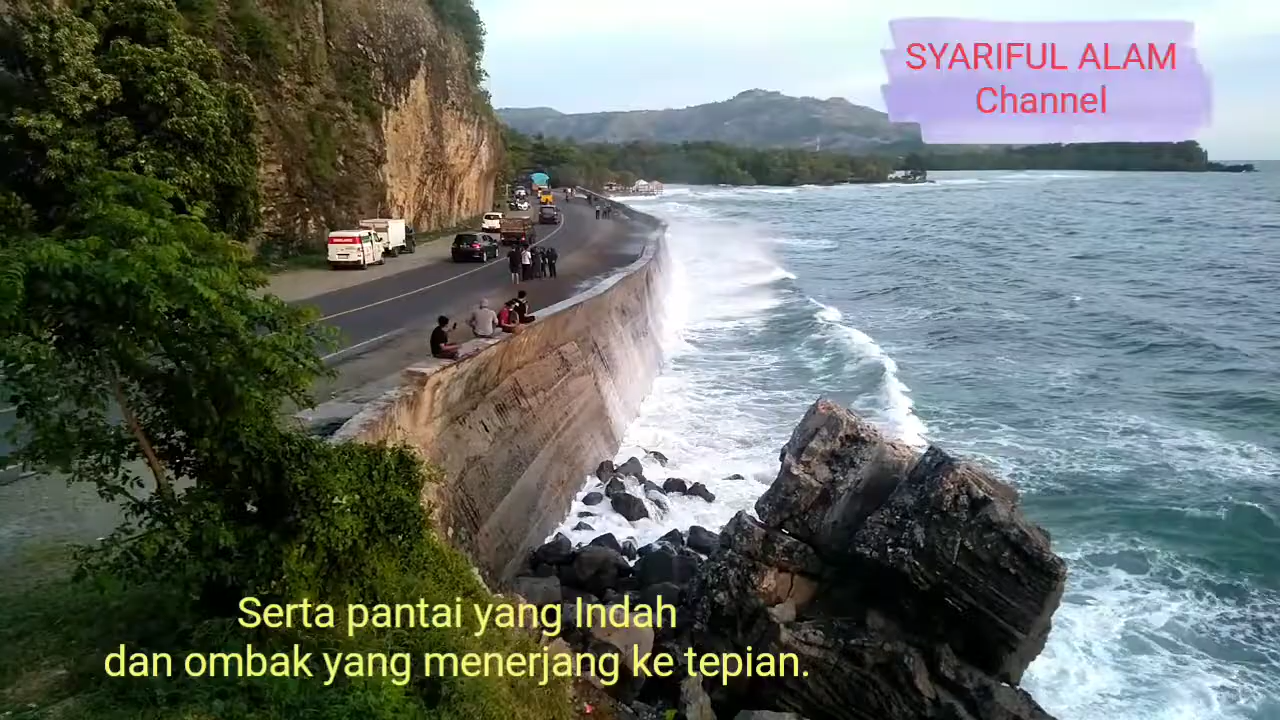 SYARIFUL ALAM
Channel
Serta pantai yang Indah
dan ombak yang menerjang ke tepian.